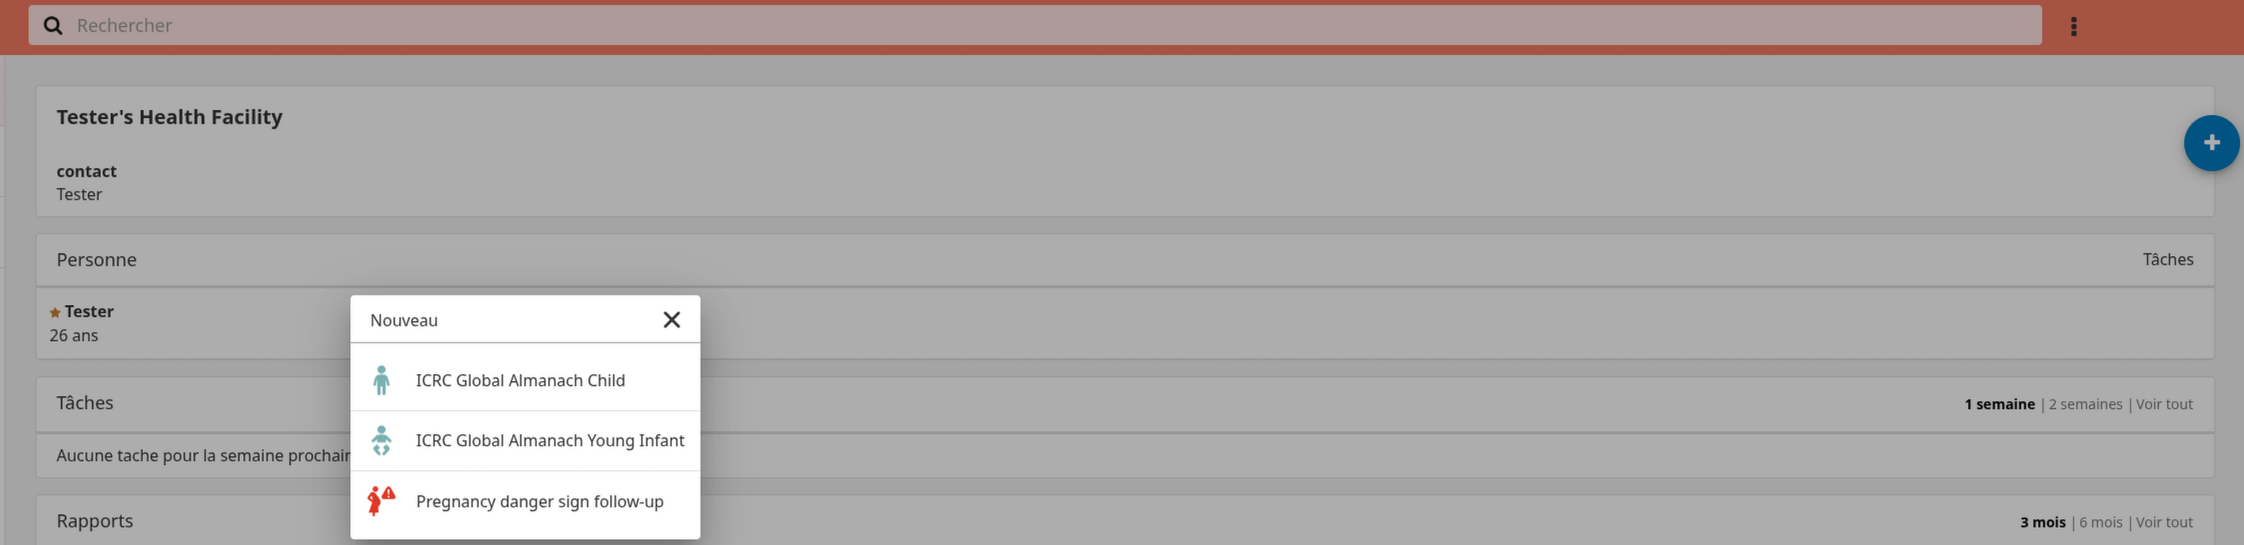 Rechercher
Tester's Health Facility
contact
Tester
Personne
Tâches
Tester
26 ans
Nouveau
ICRC Global Almanach Child
ICRC Global Almanach Young Infant
Pregnancy danger sign follow-up
Tâches
1 semaine | 2 semaines | Voir tout
Aucune tache pour la semaine
Rapports
3 mois | 6 mois | Voir tout